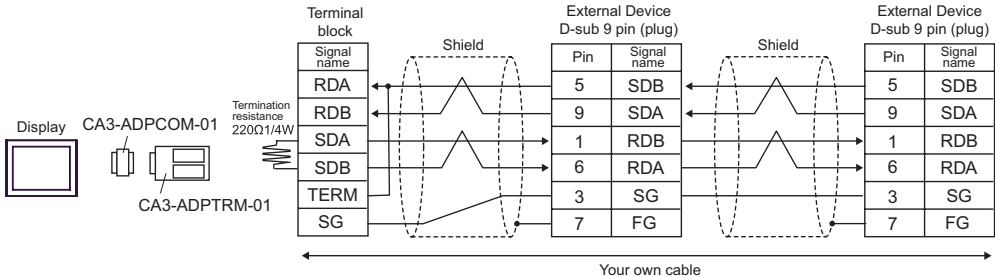 Display
CA3-ADPCOM-01
CA3-ADPTRM-01
Termination
resistance
220Ω1/4W
Terminal
block
Signal
name
RDA
RDB
SDA
SDB
TERM
SG
Shield
External Device
D-sub 9 pin (plug)
Pin Signal name
5 SDB
9 SDA
1 RDB
6 RDA
3 SG
7 FG
Shield
External Device
D-sub 9 pin (plug)
Pin Signal name
5 SDB
9 SDA
1 RDB
6 RDA
3 SG
7 FG
Your own cable